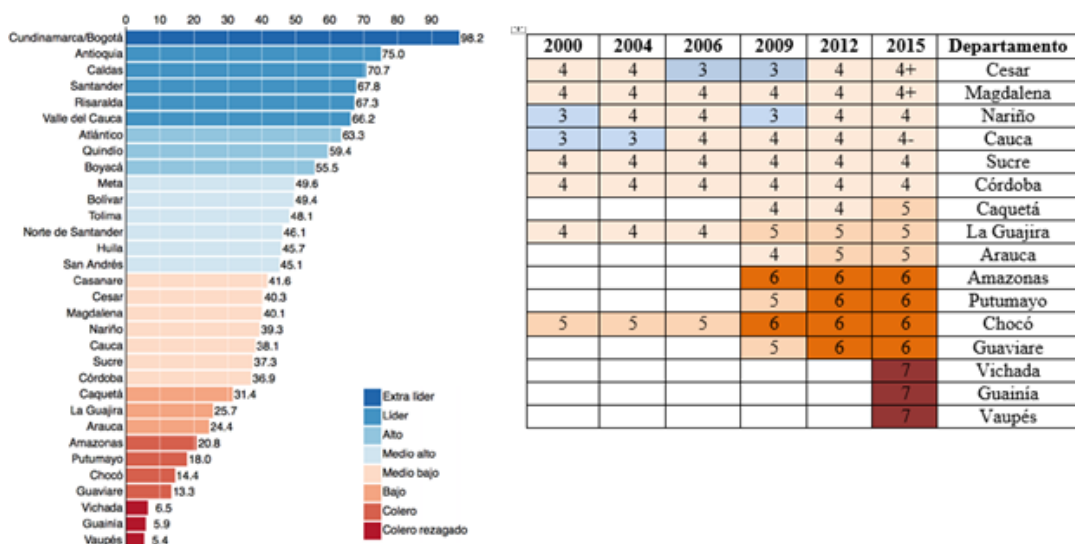 0 10 20 30 40 50 60 70 80 90
Cundinamarca/Bogotá 98.2
Antioquia 75.0
Caldas 70.7
Santander 67.8
Risaralda 67.3
Valle del Cauca 66.2
Atlántico 63.3
Quindio 59.4
Boyacá 55.5
Meta 49.6
Bolívar 49.4
Tolima 48.1
Norte de Santander 46.1
Huila 45.7
San Andrés 45.1
Casanare 41.6
Cesar 40.3
Magdalena 40.1
Nariño 39.3
Cauca 38.1
Sucre 37.3
Córdoba 36.9
Caquetá 31.4
La Guajira 25.7
Arauca 24.4
Amazonas 20.8
Putumayo 18.0
Chocó 14.4
Guaviare 13.3
Vichada 6.5
Guainía 5.9
Vaupés 5.4
Extra líder
Líder
Alto
Medio alto
Medio bajo
Bajo
Colero
Colero rezagado
2000 2004 2006 2009 2012 2015 Departamento
4 4 3 3 4 4+ Cesar
4 4 4 4 4 4+ Magdalena
3 4 4 3 4 4 Nariño
3 3 4 4 4 4- Cauca
4 4 4 4 4 4 Sucre
4 4 4 4 4 4 Córdoba
4 4 5 Caquetá
4 4 4 5 5 5 La Guajira
4 5 5 Arauca
6 6 6 Amazonas
5 6 6 Putumayo
5 5 5 6 6 6 Chocó
5 6 6 Guaviare
7 Vichada
7 Guainía
7 Vaupés